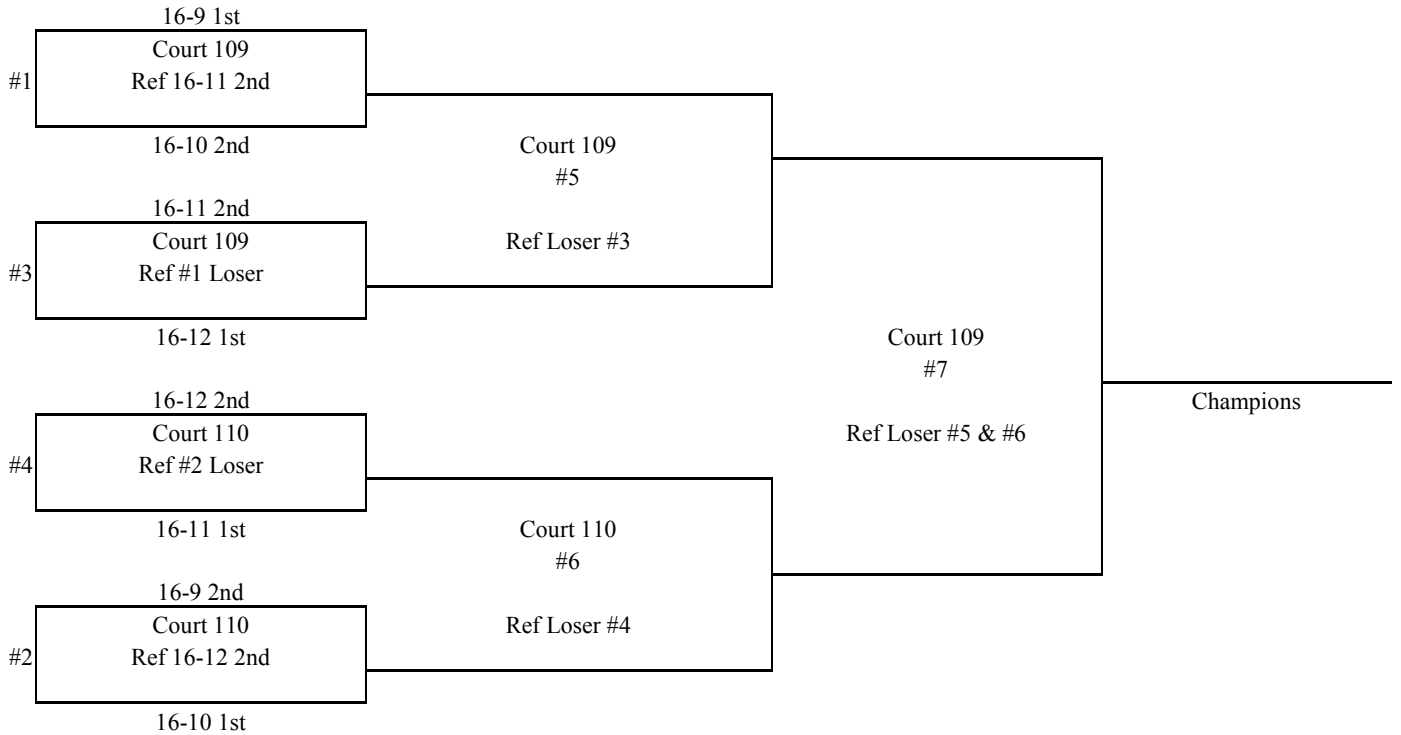 16-9 1st
Court 109
#1
Ref 16-11 2nd
16-10 2nd
16-11 2nd
Court 109
#3
Ref #1 Loser
16-12 1st
16-12 2nd
Court 110
#4
Ref #2 Loser
16-11 1st
16-9 2nd
Court 110
#2
Ref 16-12 2nd
16-10 1st
Court 109
#5
Ref Loser #3
Court 110
#6
Ref Loser #4
Court 109
#7
Ref Loser #5 & #6
Champions